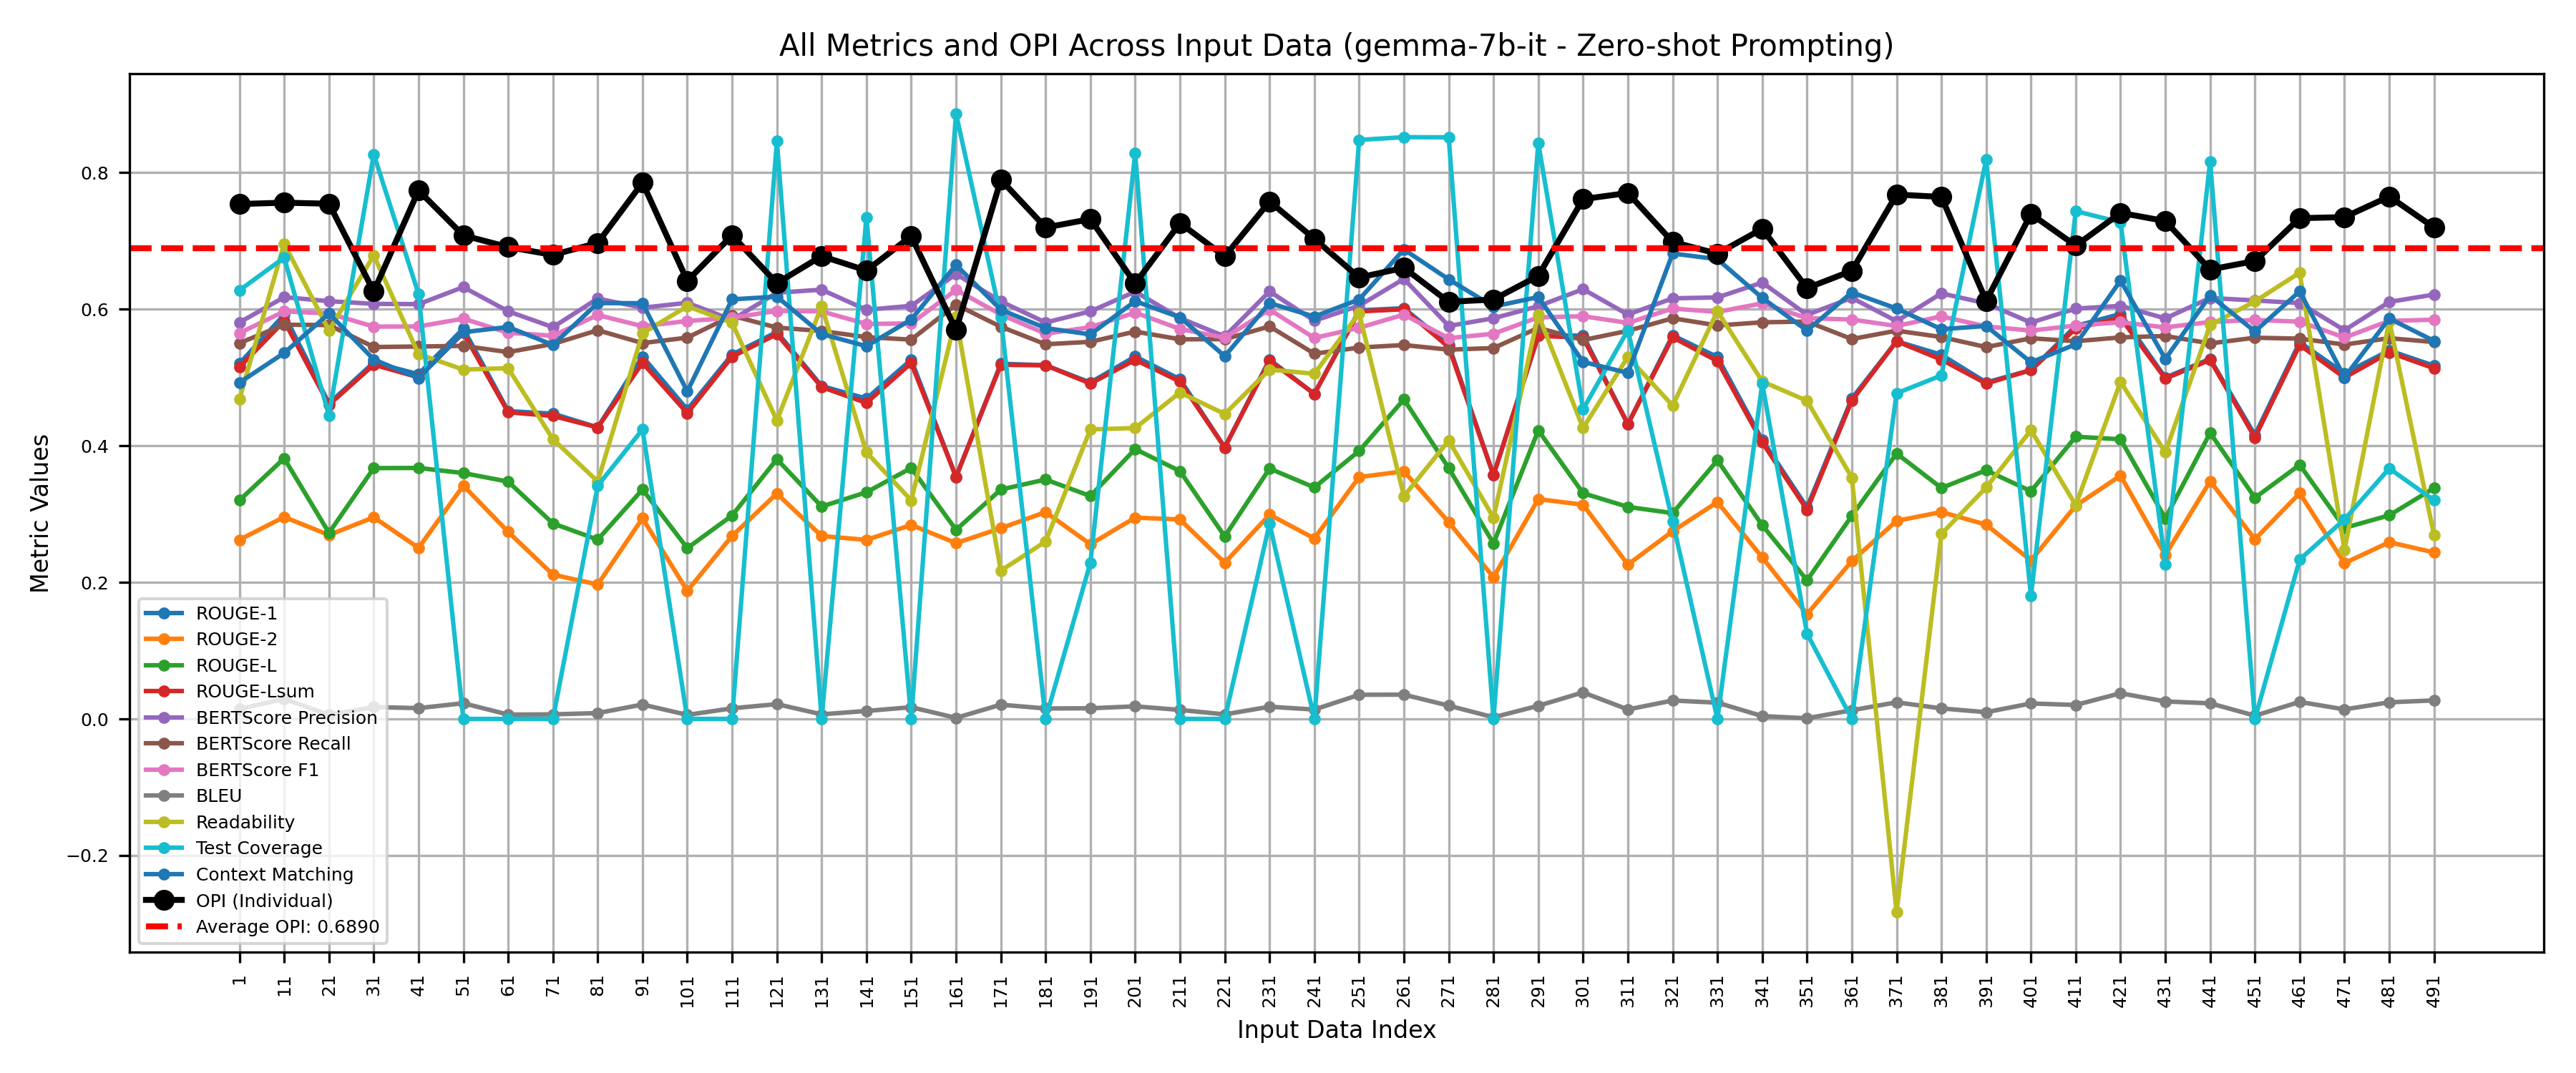 All Metrics and OPI Across Input Data (gemma-7b-it - Zero-shot Prompting)
Metric Values
0.8
0.6
0.4
0.2
0.0
−0.2
ROUGE-1
ROUGE-2
ROUGE-L
ROUGE-Lsum
BERTScore Precision
BERTScore Recall
BERTScore F1
BLEU
Readability
Test Coverage
Context Matching
OPI (Individual)
Average OPI: 0.6890
1 11 21 31 41 51 61 71 81 91 101 111 121 131 141 151 161 171 181 191 201 211 221 231 241 251 261 271 281 291 301 311 321 331 341 351 361 371 381 391 401 411 421 431 441 451 461 471 481 491
Input Data Index